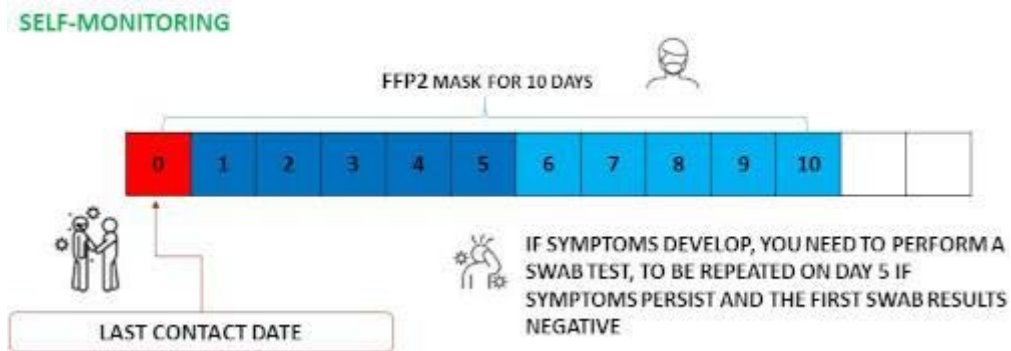 SELF-MONITORING
FFP2 MASK FOR 10 DAYS
0 1 2 3 4 5 6 7 8 9 10
IF SYMPTOMS DEVELOP, YOU NEED TO PERFORM A
SWAB TEST, TO BE REPEATED ON DAY 5 IF
SYMPTOMS PERSIST AND THE FIRST SWAB RESULTS
NEGATIVE
LAST CONTACT DATE